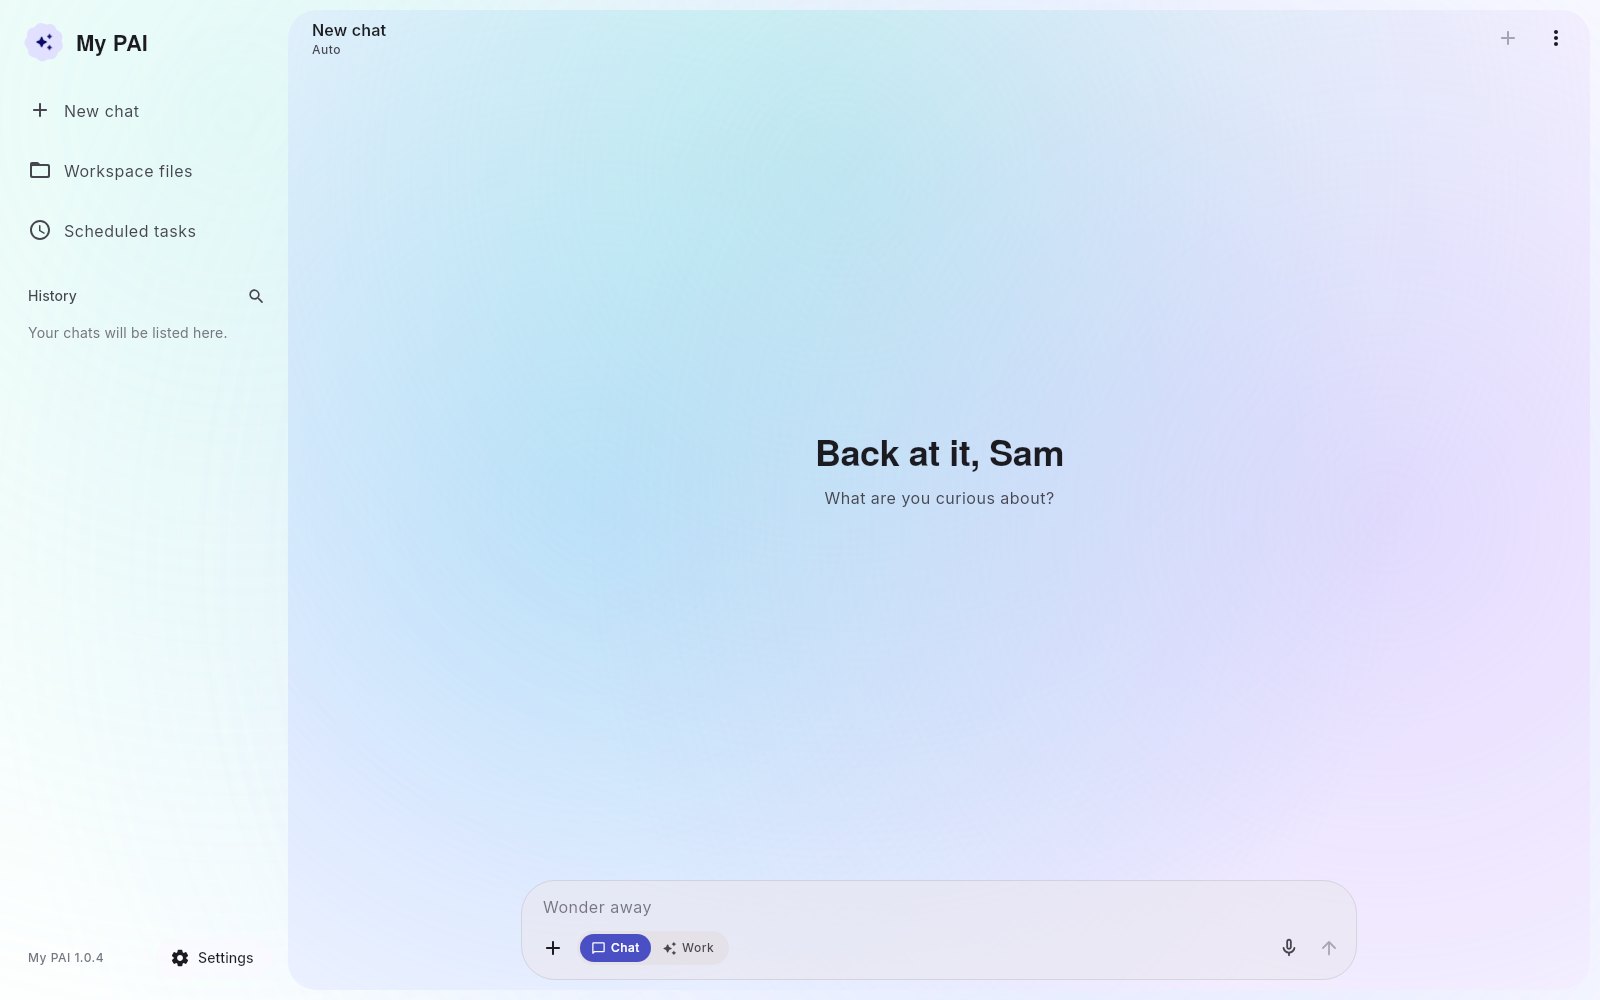 My PAI
New chat
Workspace files
Scheduled tasks
History
Your chats will be listed here.
My PAI 1.0.4
Settings
New chat
Auto
Back at it, Sam
What are you curious about?
Wonder away
Chat
Work